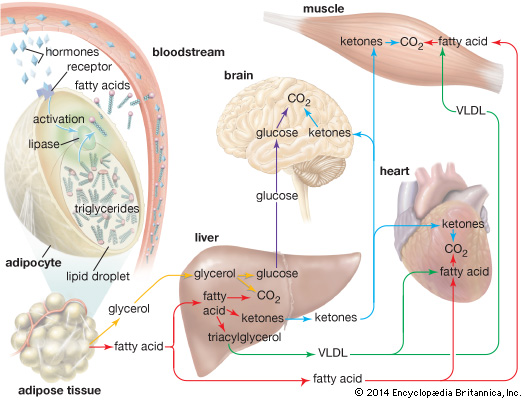 muscle
ketones
CO2
fatty acid
VLDL
hormones
receptor
bloodstream
fatty acids
activation
lipase
triglycerides
adipocyte
lipid droplet
brain
CO2
glucose
ketones
glucose
heart
ketones
CO2
fatty acid
liver
glycerol
glucose
fatty
acid
CO2
ketones
triacylglycerol
ketones
VLDL
glycerol
fatty acid
adipose tissue
fatty acid
© 2014 Encyclopædia Britannica, Inc.